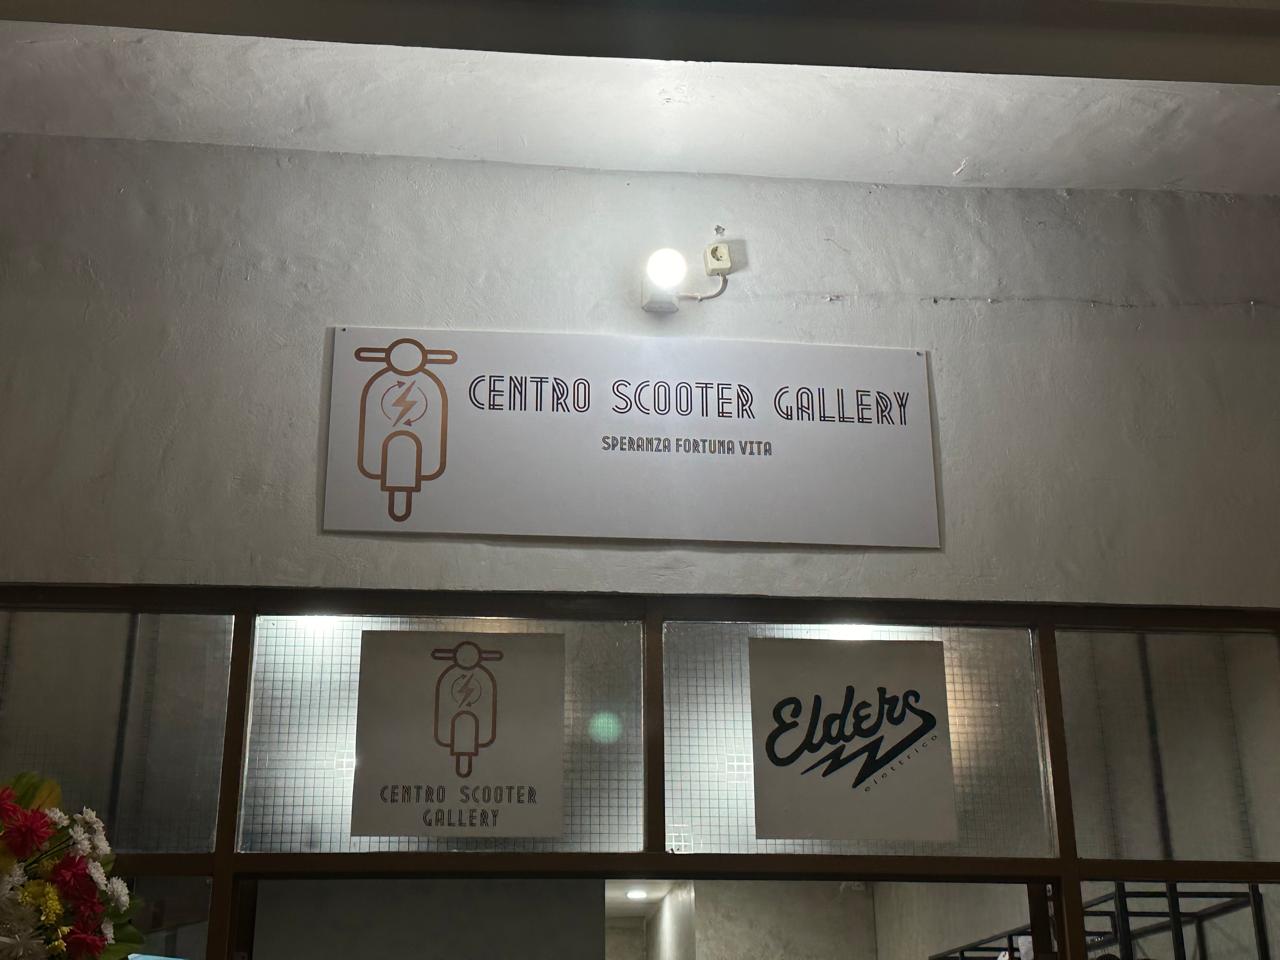 CENTRO SCOOTER GALLERY
SPERANZA FORTUNA VITA
CENTRO SCOOTER
GALLERY
Elders
elettrico